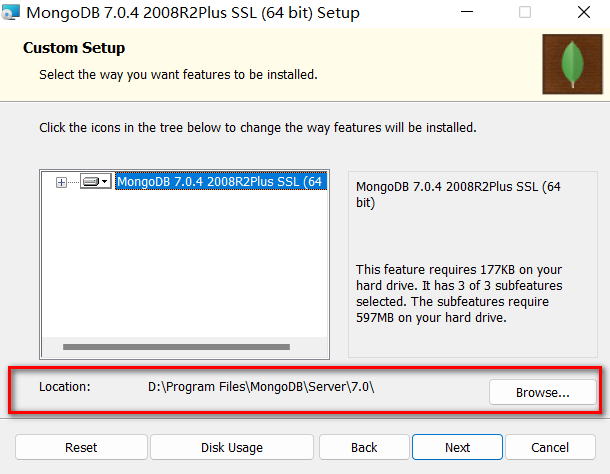 MongoDB 7.0.4 2008R2Plus SSL (64 bit) Setup
Custom Setup
Select the way you want features to be installed.
Click the icons in the tree below to change the way features will be installed.
MongoDB 7.0.4 2008R2Plus SSL (64
MongoDB 7.0.4 2008R2Plus SSL (64
bit)
This feature requires 177KB on your
hard drive. It has 3 of 3 subfeatures
selected. The subfeatures require
597MB on your hard drive.
Location:
D:\Program Files\MongoDB\Server\7.0\
Browse...
Reset
Disk Usage
Back
Next
Cancel